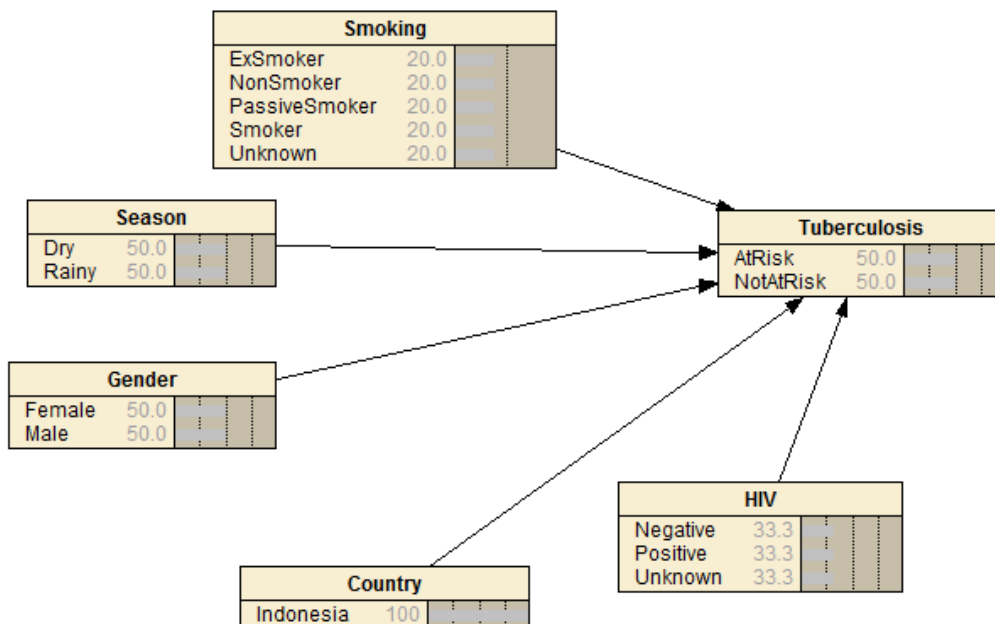 Smoking
ExSmoker 20.0
NonSmoker 20.0
PassiveSmoker 20.0
Smoker 20.0
Unknown 20.0
Season
Dry 50.0
Rainy 50.0
Tuberculosis
AtRisk 50.0
NotAtRisk 50.0
Gender
Female 50.0
Male 50.0
HIV
Negative 33.3
Positive 33.3
Unknown 33.3
Country
Indonesia 100